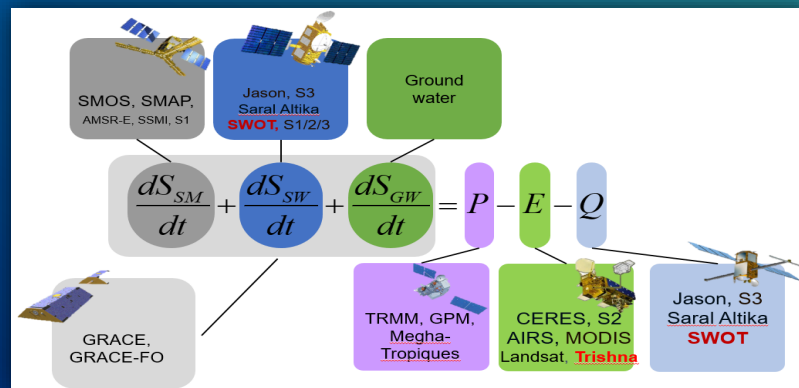 SMOS, SMAP,
AMSR-E, SSMI, S1
Jason, S3
Saral Altika
SWOT, S1/2/3
Ground
water
dS_SM/dt + dS_SW/dt + dS_GW/dt = P − E − Q
GRACE,
GRACE-FO
TRMM, GPM,
Megha-
Tropiques
CERES, S2
AIRS, MODIS
Landsat, Trishna
Jason, S3
Saral Altika
SWOT